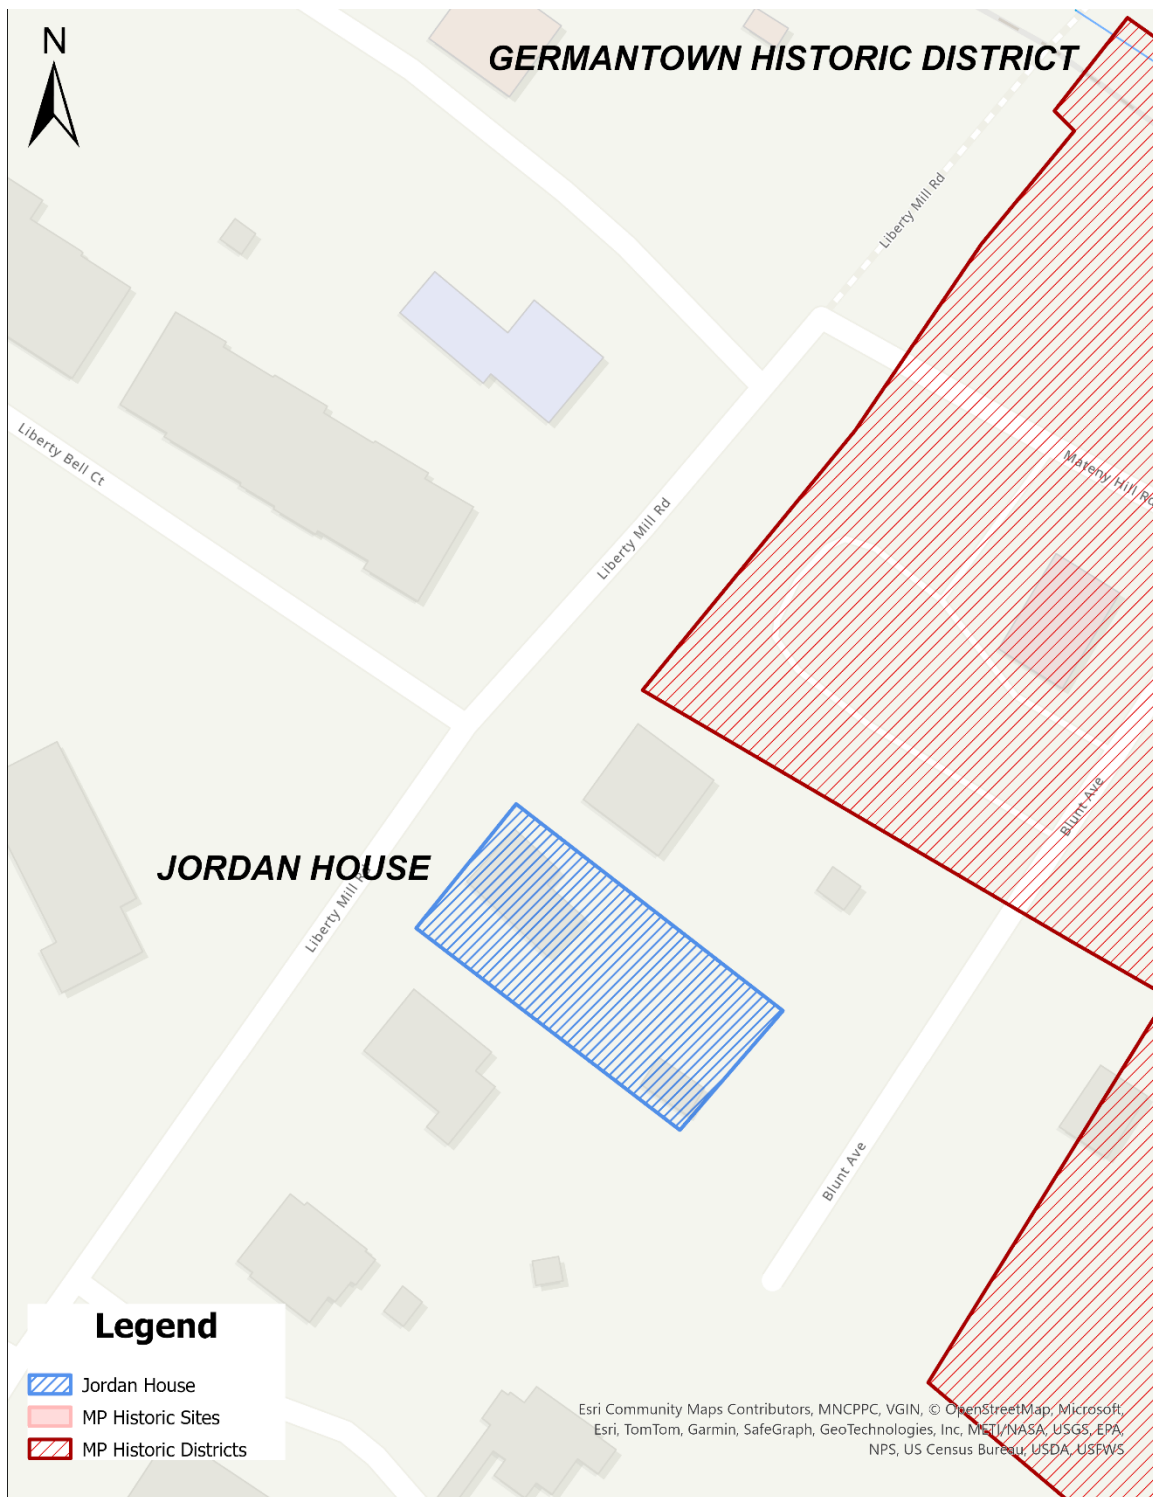 N
GERMANTOWN HISTORIC DISTRICT
Liberty Mill Rd
Liberty Bell Ct
Mateny Hill Rd
Liberty Mill Rd
Blunt Ave
JORDAN HOUSE
Liberty Mill Rd
Blunt Ave
Legend
Jordan House
MP Historic Sites
MP Historic Districts
Esri Community Maps Contributors, MNCPPC, VGIN, © OpenStreetMap, Microsoft,
Esri, TomTom, Garmin, SafeGraph, GeoTechnologies, Inc, METI/NASA, USGS, EPA,
NPS, US Census Bureau, USDA, USFWS